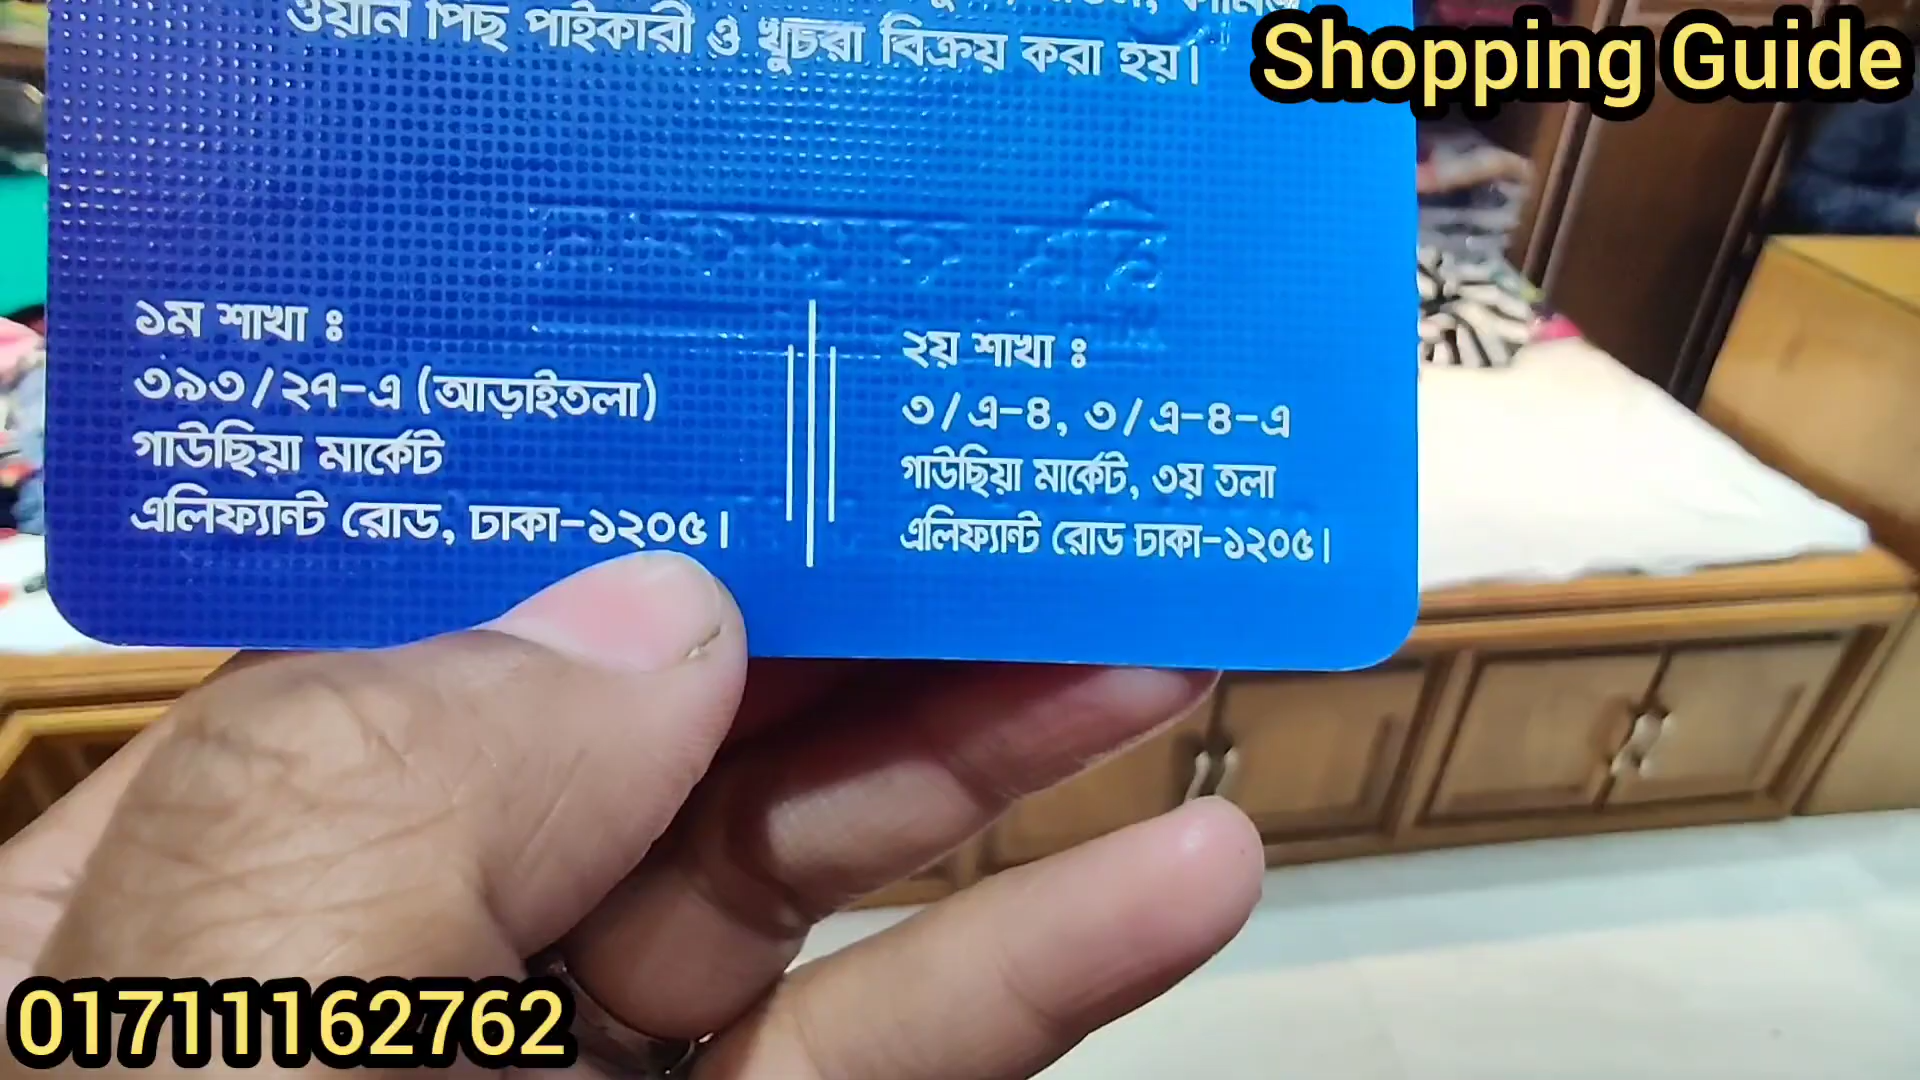 ওয়ান পিছ পাইকারী ও খুচরা বিক্রয় করা হয়।
Shopping Guide
১ম শাখা ঃ
৩৯৩/২৭-এ (আড়াইতলা)
গাউছিয়া মার্কেট
এলিফ্যান্ট রোড, ঢাকা-১২০৫।
২য় শাখা ঃ
৩/এ-৪, ৩/এ-৪-এ
গাউছিয়া মার্কেট, ৩য় তলা
এলিফ্যান্ট রোড ঢাকা-১২০৫।
01711162762